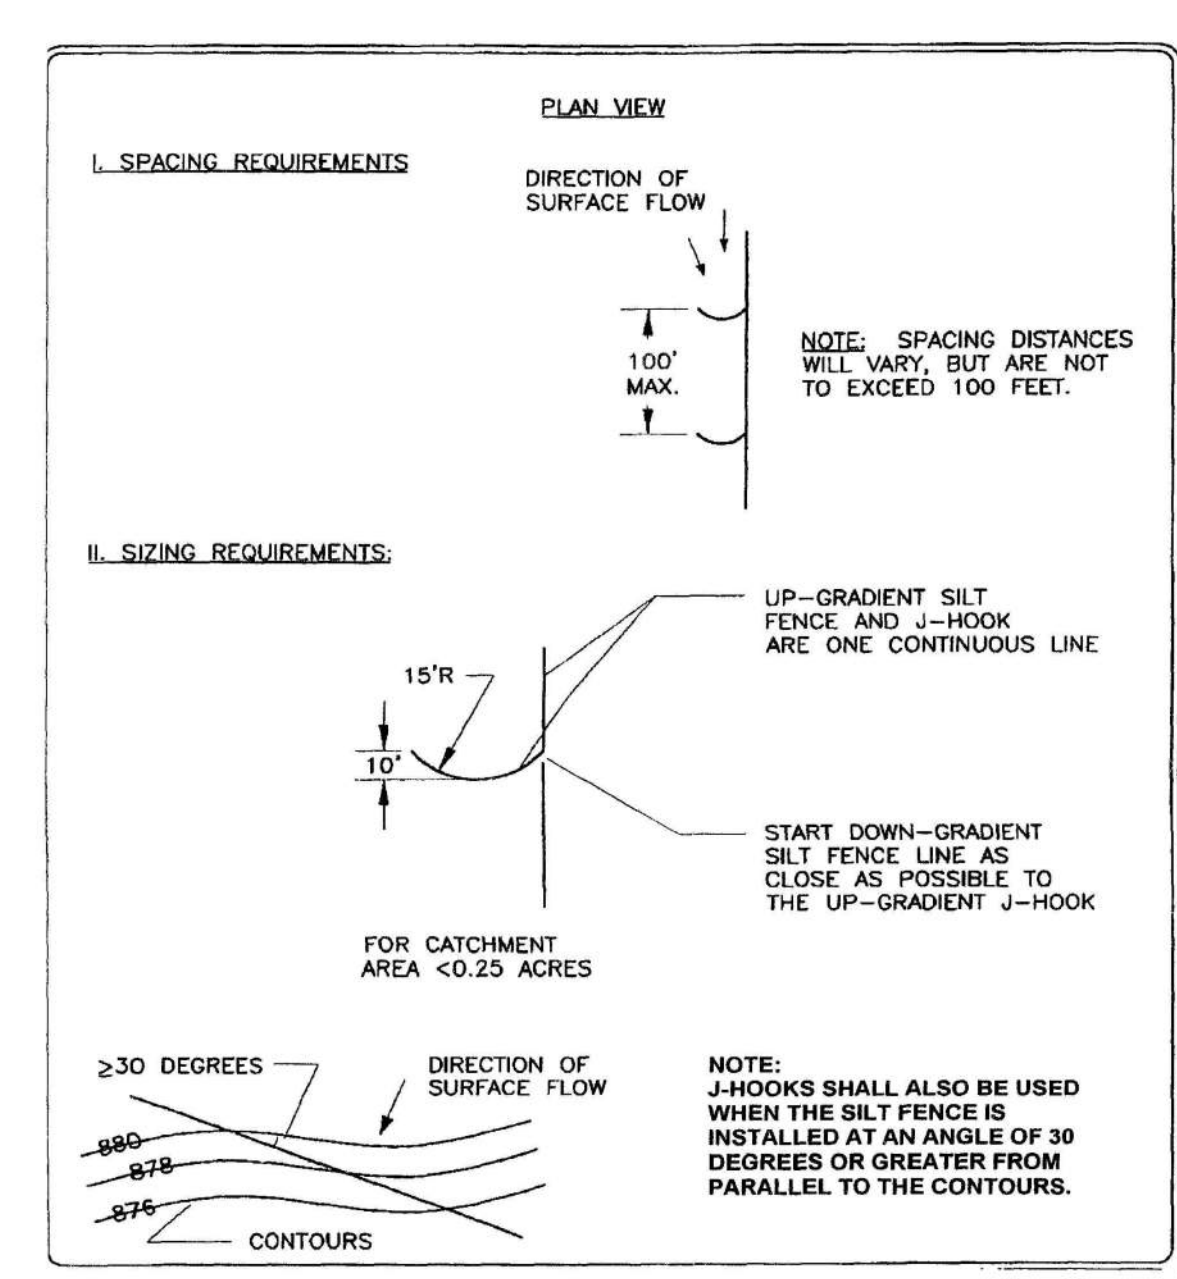 PLAN VIEW
I. SPACING REQUIREMENTS
DIRECTION OF
SURFACE FLOW
100'
MAX.
NOTE: SPACING DISTANCES
WILL VARY, BUT ARE NOT
TO EXCEED 100 FEET.
II. SIZING REQUIREMENTS:
UP-GRADIENT SILT
FENCE AND J-HOOK
ARE ONE CONTINUOUS LINE
15'R
10'
START DOWN-GRADIENT
SILT FENCE LINE AS
CLOSE AS POSSIBLE TO
THE UP-GRADIENT J-HOOK
FOR CATCHMENT
AREA <0.25 ACRES
≥30 DEGREES
DIRECTION OF
SURFACE FLOW
880
878
876
CONTOURS
NOTE:
J-HOOKS SHALL ALSO BE USED
WHEN THE SILT FENCE IS
INSTALLED AT AN ANGLE OF 30
DEGREES OR GREATER FROM
PARALLEL TO THE CONTOURS.